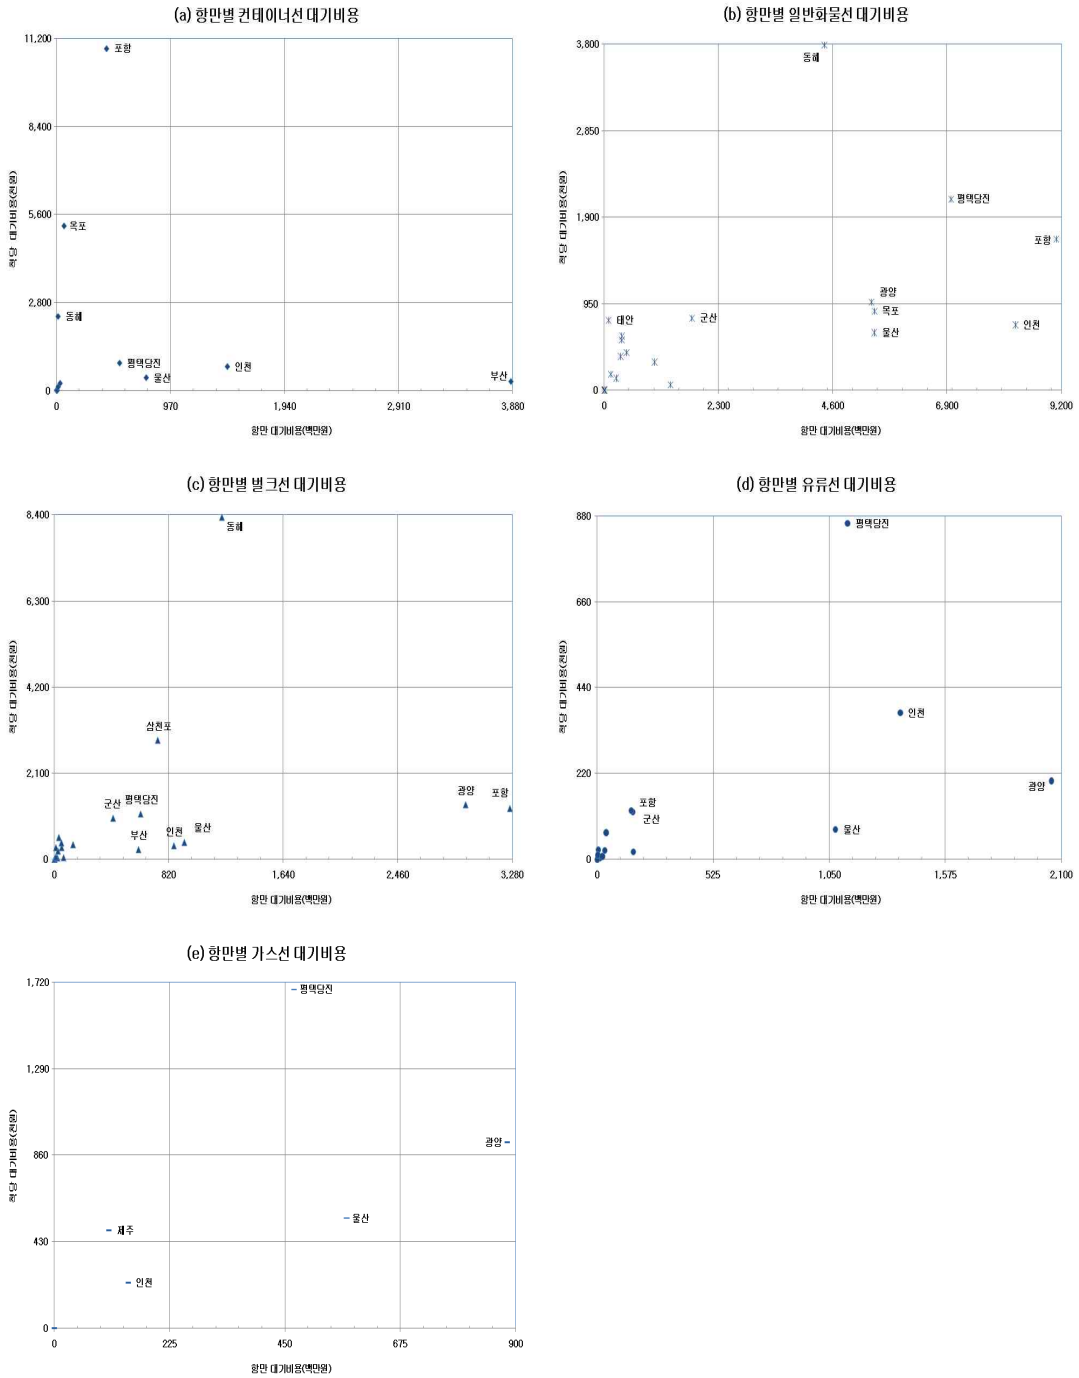 (a) 항만별 컨테이너선 대기비용
11,200
8,400
5,600
2,800
0
0
970
1,940
2,910
3,880
척당 대기비용(천원)
항만 대기비용(백만원)
포항
목포
동해
평택당진
울산
인천
부산
(b) 항만별 일반화물선 대기비용
3,800
2,850
1,900
950
0
0
2,300
4,600
6,900
9,200
척당 대기비용(천원)
항만 대기비용(백만원)
동해
평택당진
포항
광양
목포
울산
인천
군산
태안
(c) 항만별 벌크선 대기비용
8,400
6,300
4,200
2,100
0
0
820
1,640
2,460
3,280
척당 대기비용(천원)
항만 대기비용(백만원)
동해
삼천포
군산
평택당진
부산
인천
울산
광양
포항
(d) 항만별 유류선 대기비용
880
660
440
220
0
0
525
1,050
1,575
2,100
척당 대기비용(천원)
항만 대기비용(백만원)
평택당진
인천
광양
포항
군산
울산
(e) 항만별 가스선 대기비용
1,720
1,290
860
430
0
0
225
450
675
900
척당 대기비용(천원)
항만 대기비용(백만원)
평택당진
광양
울산
제주
인천